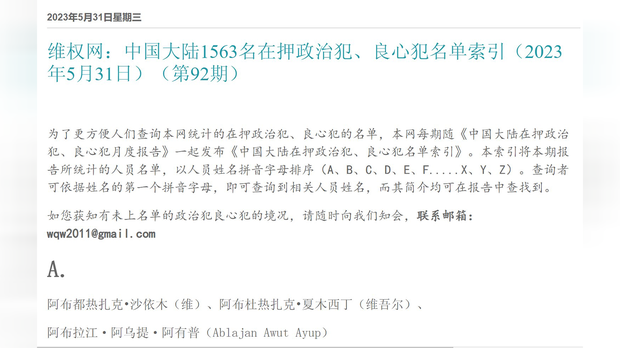 2023年5月31日星期三
维权网：中国大陆1563名在押政治犯、良心犯名单索引（2023
年5月31日）（第92期）
为了更方便人们查询本网统计的在押政治犯、良心犯的名单，本网每期随《中国大陆在押政治
犯、良心犯月度报告》一起发布《中国大陆在押政治犯、良心犯名单索引》。本索引将本期报
告所统计的人员名单，以人员姓名拼音字母排序（A、B、C、D、E、F.....X、Y、Z）。查询者
可依据姓名的第一个拼音字母，即可查询到相关人员姓名，而其简介均可在报告中查找到。
如您获知有未上名单的政治犯良心犯的境况，请随时向我们知会，联系邮箱：
wqw2011@gmail.com
A.
阿布都热扎克•沙依木（维）、阿布杜热扎克•夏木西丁（维吾尔）、
阿布拉江·阿乌提·阿有普（Ablajan Awut Ayup）